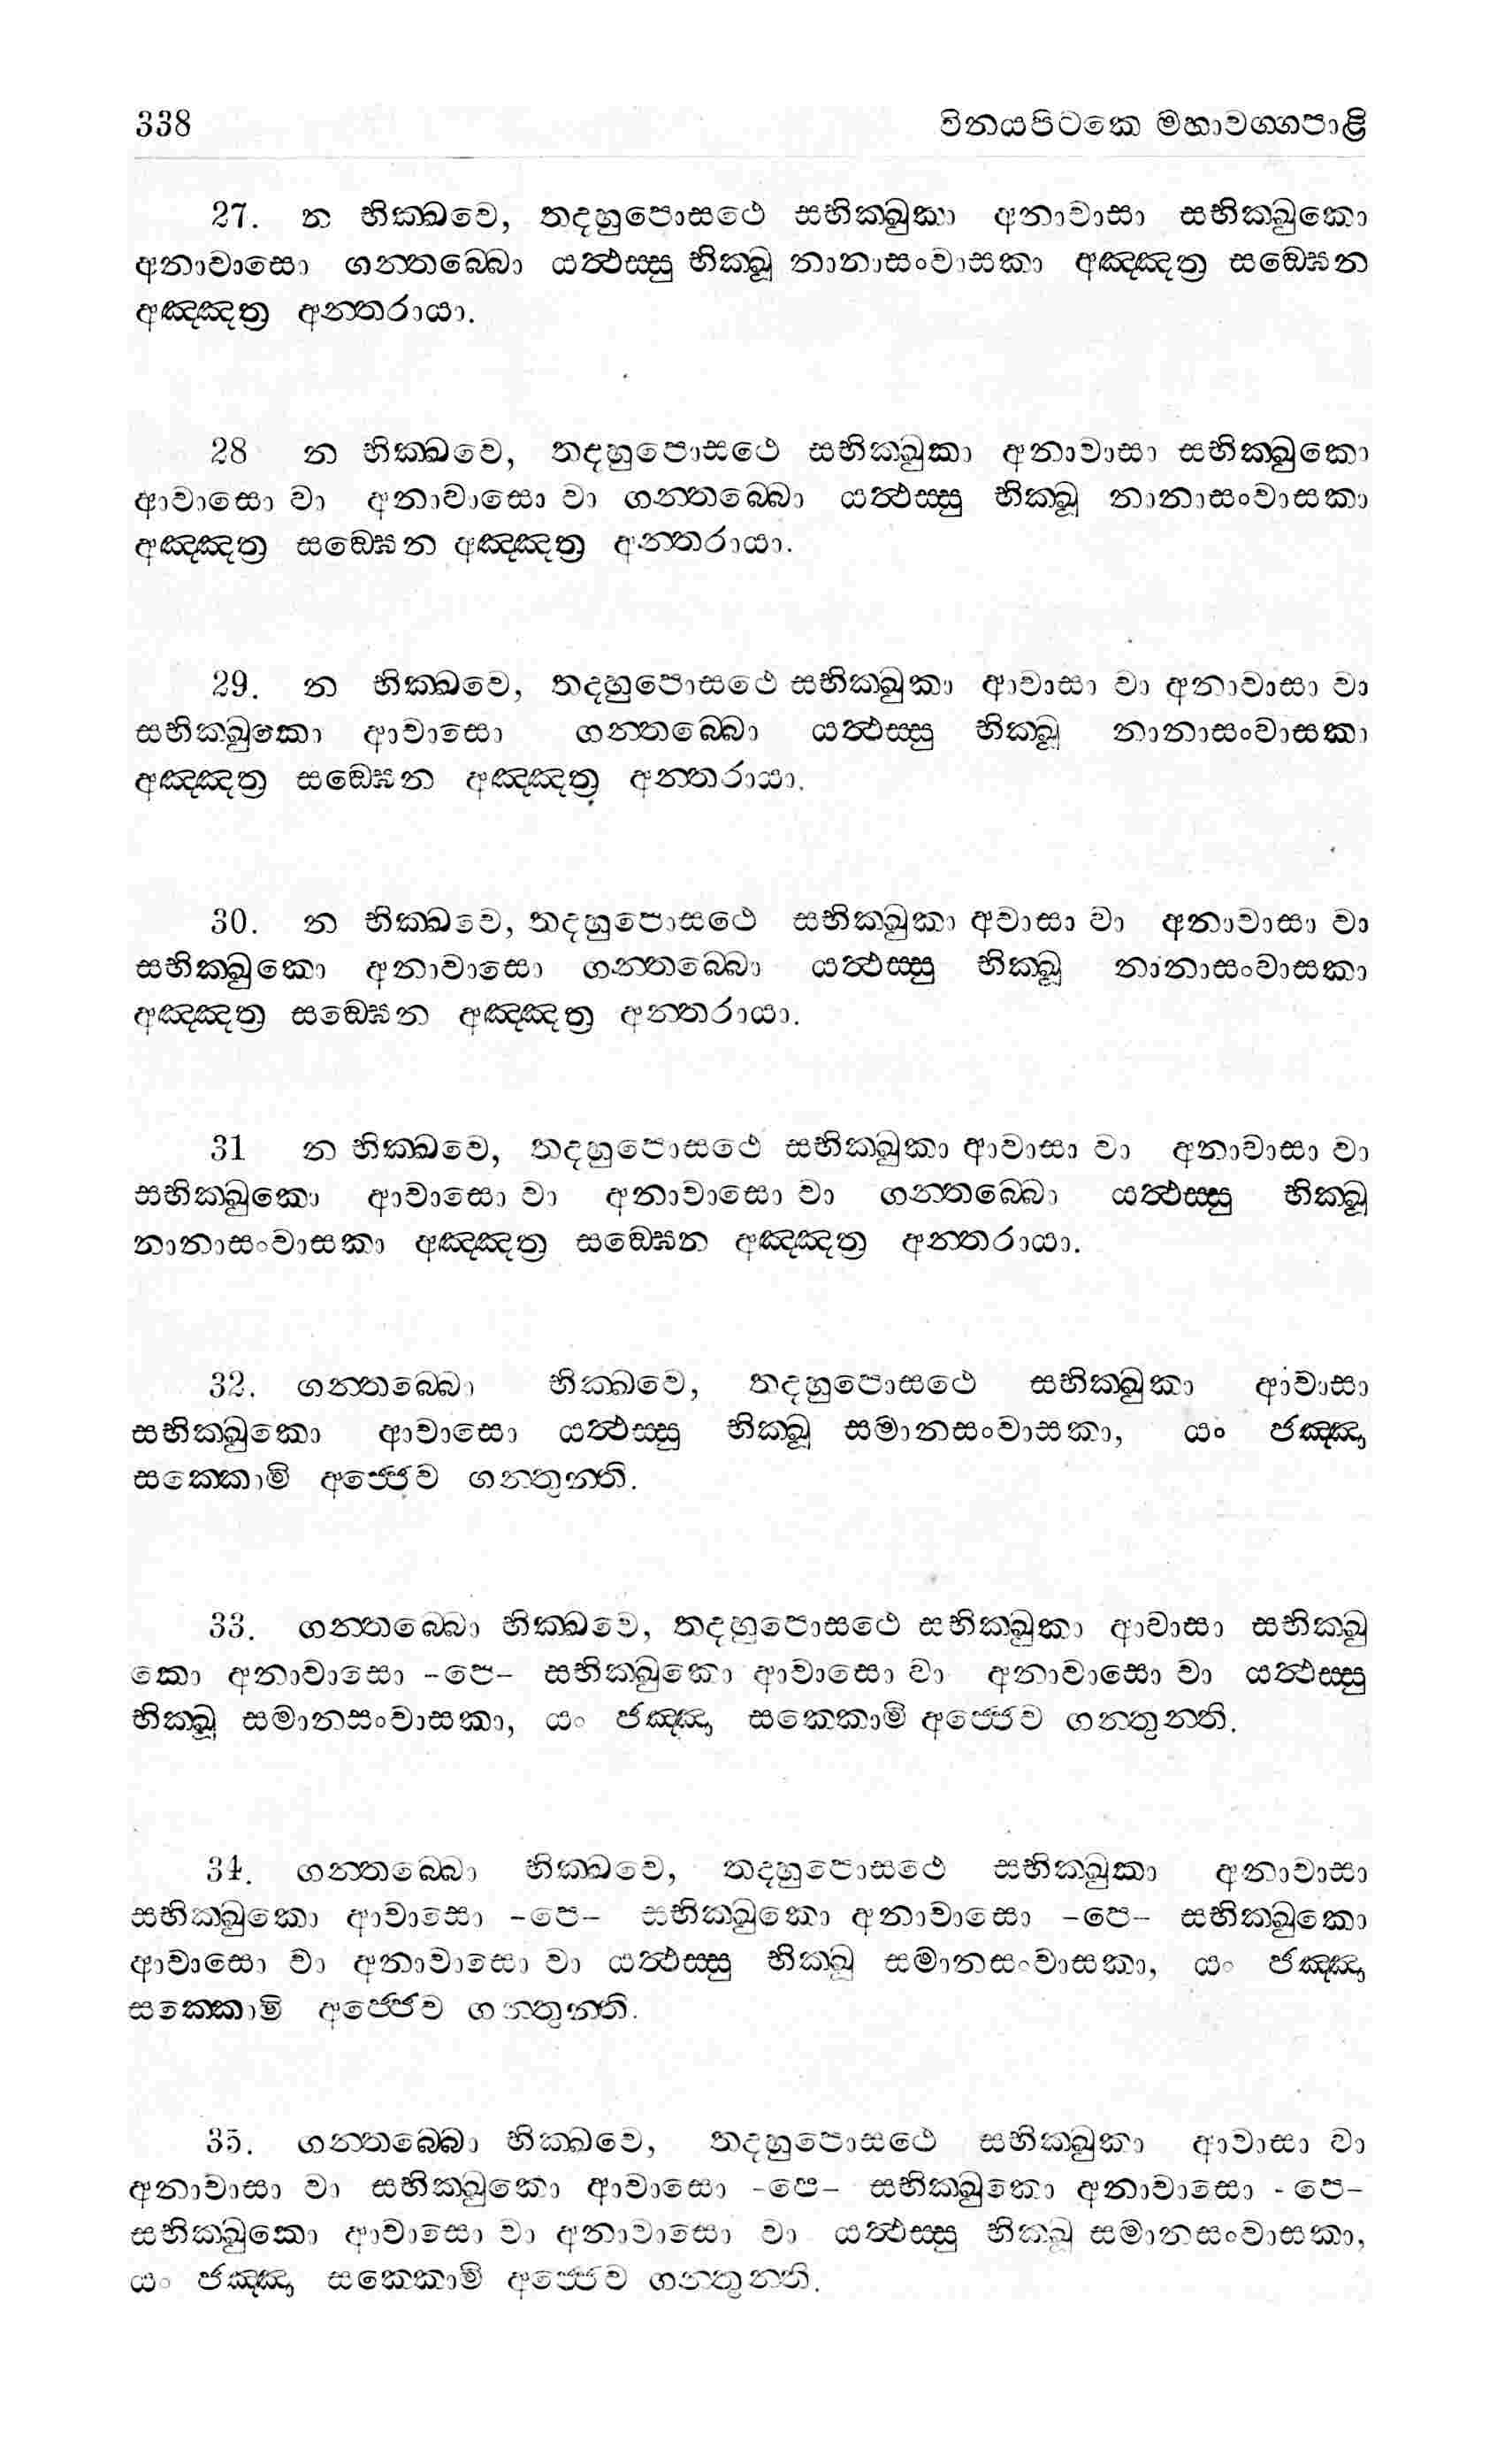 338 විනයපිටකෙ මහාවග්ගපාළි
27. න භික්ඛවෙ, තදහුපොසථෙ සභික්ඛුකා අනාවාසා සභික්ඛුකො
අනාවාසො ගන්තබ්බො යත්ථස්සු භික්ඛූ නානාසංවාසකා අඤ්ඤත්‍ර සඞ්ඝෙන
අඤ්ඤත්‍ර අන්තරායා.
28 න භික්ඛවෙ, තදහුපොසථෙ සභික්ඛුකා අනාවාසා සභික්ඛුකො
ආවාසො වා අනාවාසො වා ගන්තබ්බො යත්ථස්සු භික්ඛූ නානාසංවාසකා
අඤ්ඤත්‍ර සඞ්ඝෙන අඤ්ඤත්‍ර අන්තරායා.
29. න භික්ඛවෙ, තදහුපොසථෙ සභික්ඛුකා ආවාසා වා අනාවාසා වා
සභික්ඛුකො ආවාසො ගන්තබ්බො යත්ථස්සු භික්ඛූ නානාසංවාසකා
අඤ්ඤත්‍ර සඞ්ඝෙන අඤ්ඤත්‍ර අන්තරායා.
30. න භික්ඛවෙ, තදහුපොසථෙ සභික්ඛුකා අවාසා වා අනාවාසා වා
සභික්ඛුකො අනාවාසො ගන්තබ්බො යත්ථස්සු භික්ඛූ නානාසංවාසකා
අඤ්ඤත්‍ර සඞ්ඝෙන අඤ්ඤත්‍ර අන්තරායා.
31 න භික්ඛවෙ, තදහුපොසථෙ සභික්ඛුකා ආවාසා වා අනාවාසා වා
සභික්ඛුකො ආවාසො වා අනාවාසො වා ගන්තබ්බො යත්ථස්සු භික්ඛූ
නානාසංවාසකා අඤ්ඤත්‍ර සඞ්ඝෙන අඤ්ඤත්‍ර අන්තරායා.
32. ගන්තබ්බො භික්ඛවෙ, තදහුපොසථෙ සභික්ඛුකා ආවාසා
සභික්ඛුකො ආවාසො යත්ථස්සු භික්ඛූ සමානසංවාසකා, යං ජඤ්ඤා
සක්කොමි අජ්ජෙව ගන්තුන්ති.
33. ගන්තබ්බො භික්ඛවෙ, තදහුපොසථෙ සභික්ඛුකා ආවාසා සභික්ඛු
කො අනාවාසො -පෙ- සභික්ඛුකො ආවාසො වා අනාවාසො වා යත්ථස්සු
භික්ඛූ සමානසංවාසකා, යං ජඤ්ඤා සක්කොමි අජ්ජෙව ගන්තුන්ති.
34. ගන්තබ්බො භික්ඛවෙ, තදහුපොසථෙ සභික්ඛුකා අනාවාසා
සභික්ඛුකො ආවාසො -පෙ- සභික්ඛුකො අනාවාසො -පෙ- සභික්ඛුකො
ආවාසො වා අනාවාසො වා යත්ථස්සු භික්ඛූ සමානසංවාසකා, යං ජඤ්ඤා
සක්කොමි අජ්ජෙව ගන්තුන්ති.
35. ගන්තබ්බො භික්ඛවෙ, තදහුපොසථෙ සභික්ඛුකා ආවාසා වා
අනාවාසා වා සභික්ඛුකො ආවාසො -පෙ- සභික්ඛුකො අනාවාසො - පෙ-
සභික්ඛුකො ආවාසො වා අනාවාසො වා යත්ථස්සු භික්ඛූ සමානසංවාසකා,
යං ජඤ්ඤා සක්කොමි අජ්ජෙව ගන්තුන්ති.